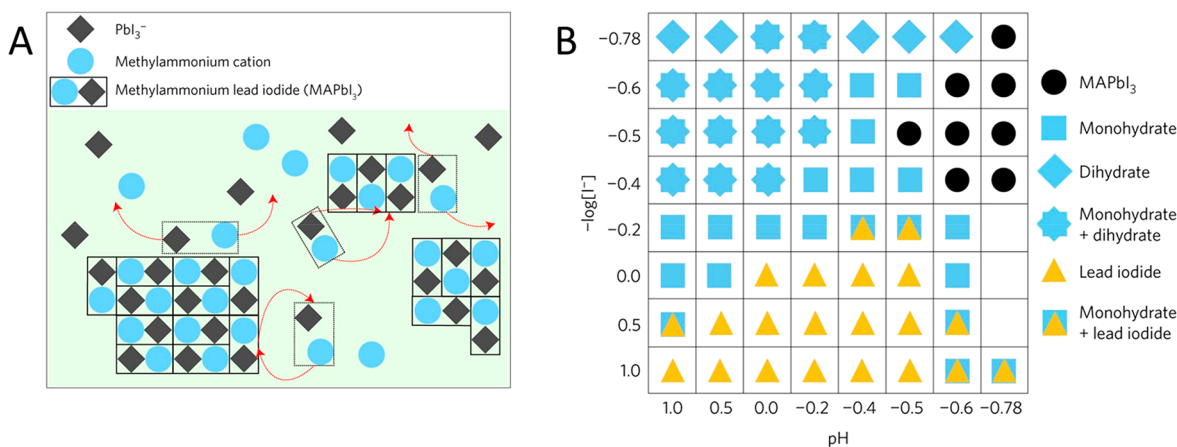 A
PbI₃⁻
Methylammonium cation
Methylammonium lead iodide (MAPbI₃)
B
−log[I⁻]
−0.78
−0.6
−0.5
−0.4
−0.2
0.0
0.5
1.0
1.0 0.5 0.0 −0.2 −0.4 −0.5 −0.6 −0.78
pH
MAPbI₃
Monohydrate
Dihydrate
Monohydrate
+ dihydrate
Lead iodide
Monohydrate
+ lead iodide